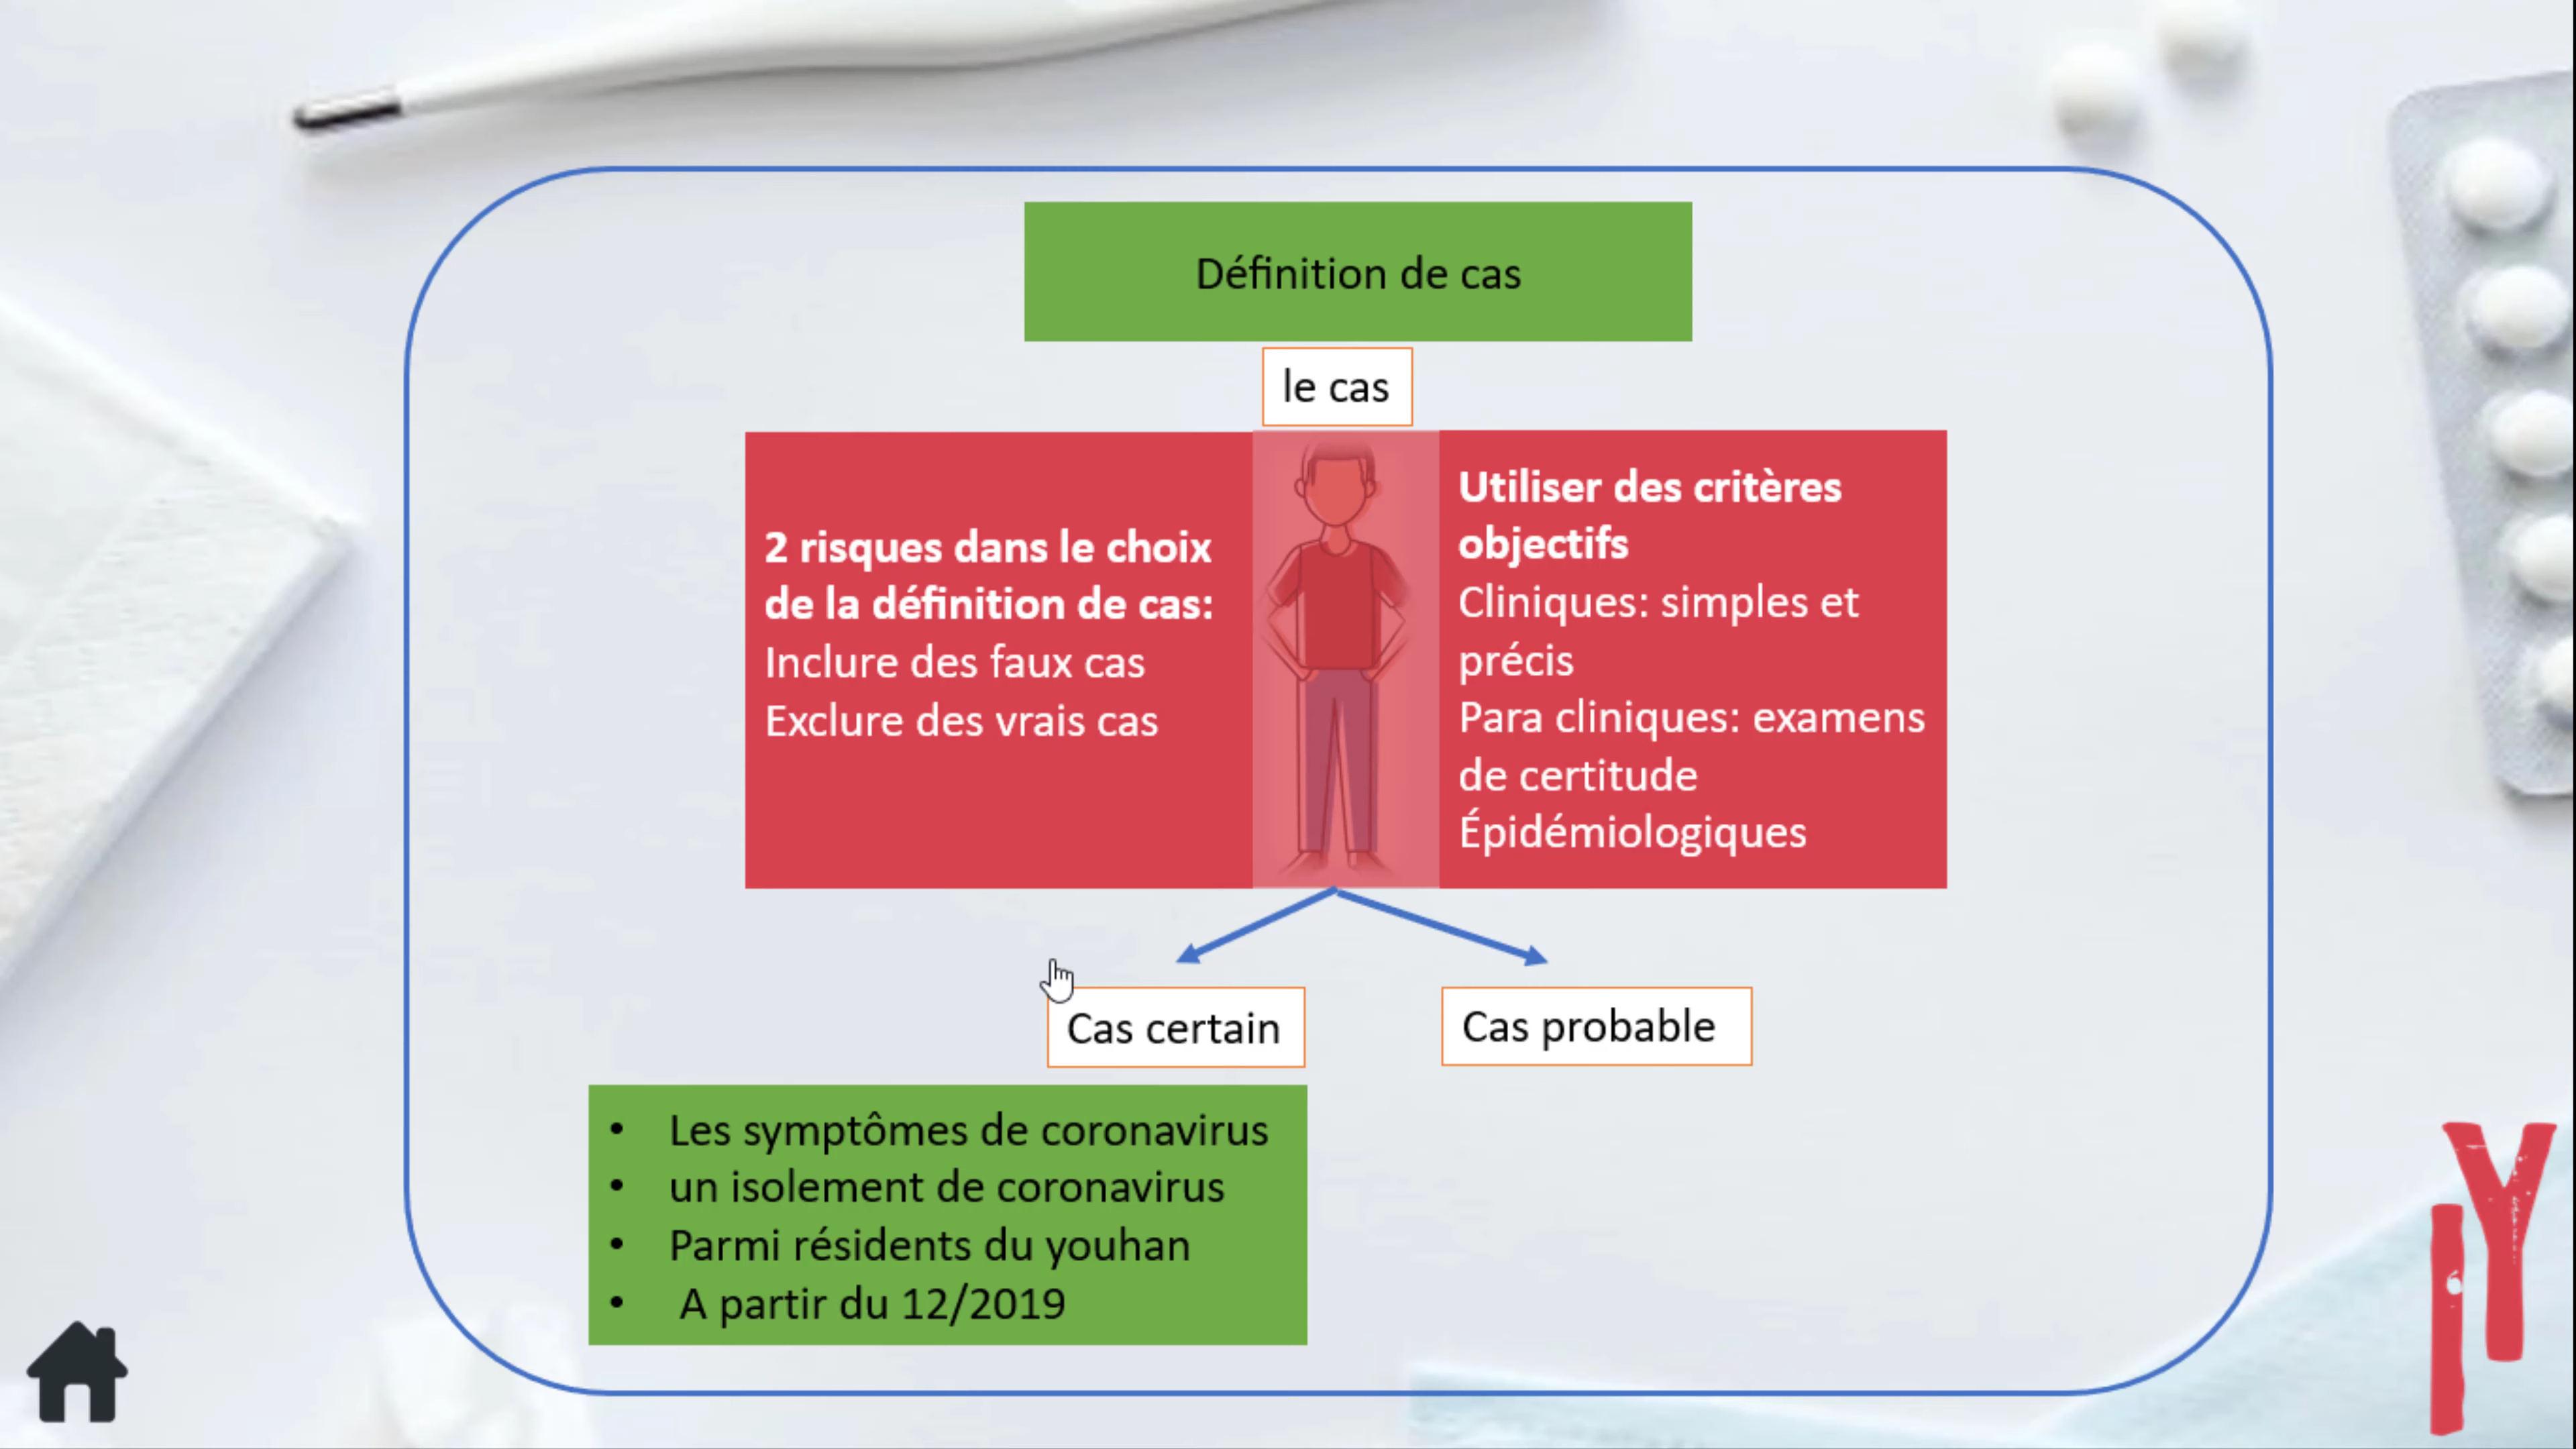 Définition de cas
le cas
2 risques dans le choix
de la définition de cas:
Inclure des faux cas
Exclure des vrais cas
Utiliser des critères
objectifs
Cliniques: simples et
précis
Para cliniques: examens
de certitude
Épidémiologiques
Cas certain
Cas probable
• Les symptômes de coronavirus
• un isolement de coronavirus
• Parmi résidents du youhan
• A partir du 12/2019